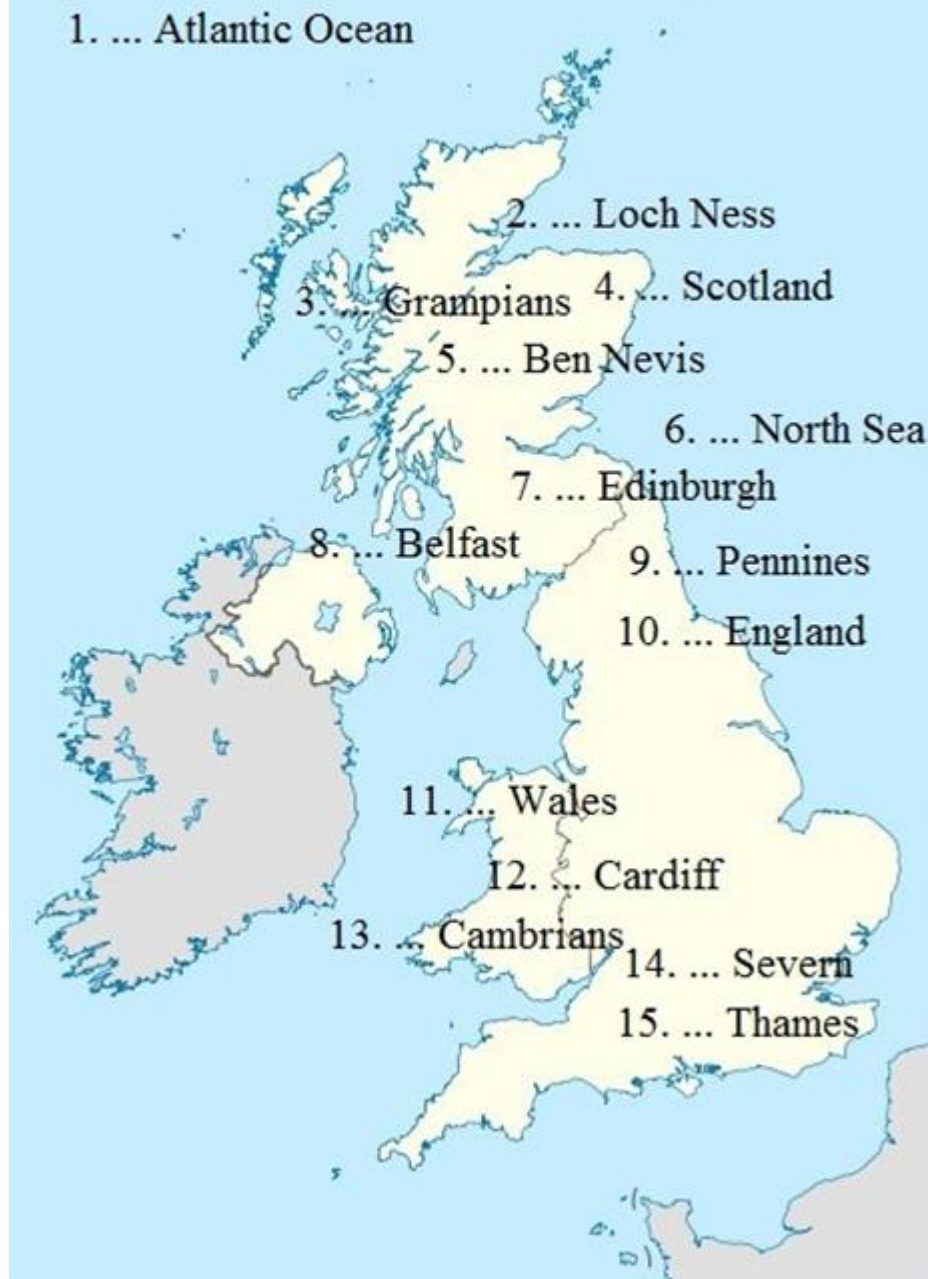 1. ... Atlantic Ocean
2. ... Loch Ness
3. ... Grampians
4. ... Scotland
5. ... Ben Nevis
6. ... North Sea
7. ... Edinburgh
8. ... Belfast
9. ... Pennines
10. ... England
11. ... Wales
12. ... Cardiff
13. ... Cambrians
14. ... Severn
15. ... Thames